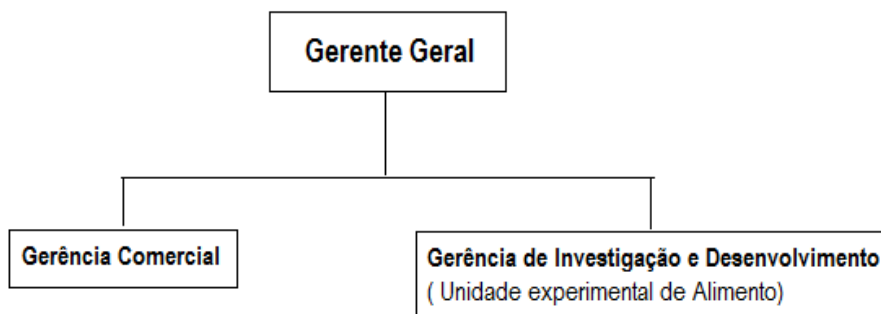 Gerente Geral
Gerência Comercial
Gerência de Investigação e Desenvolvimento
( Unidade experimental de Alimento)